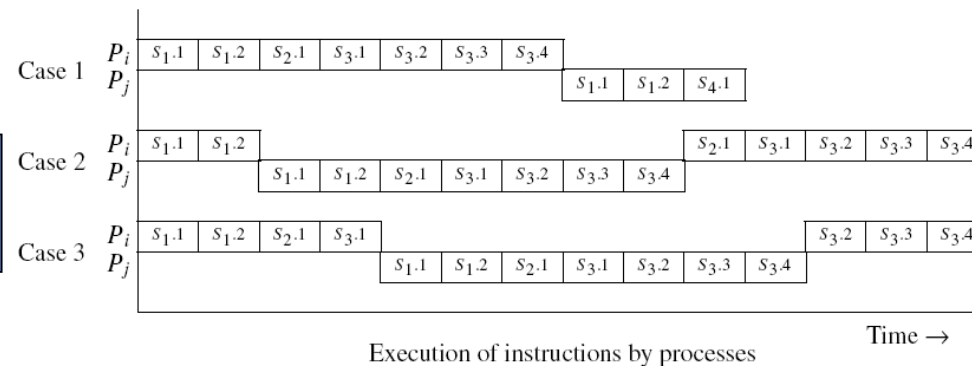 P_i S_1.1 S_1.2 S_2.1 S_3.1 S_3.2 S_3.3 S_3.4
Case 1
P_j S_1.1 S_1.2 S_4.1
P_i S_1.1 S_1.2 S_2.1 S_3.1 S_3.2 S_3.3 S_3.4
Case 2
P_j S_1.1 S_1.2 S_2.1 S_3.1 S_3.2 S_3.3 S_3.4
P_i S_1.1 S_1.2 S_2.1 S_3.1 S_3.2 S_3.3 S_3.4
Case 3
P_j S_1.1 S_1.2 S_2.1 S_3.1 S_3.2 S_3.3 S_3.4
Time →
Execution of instructions by processes